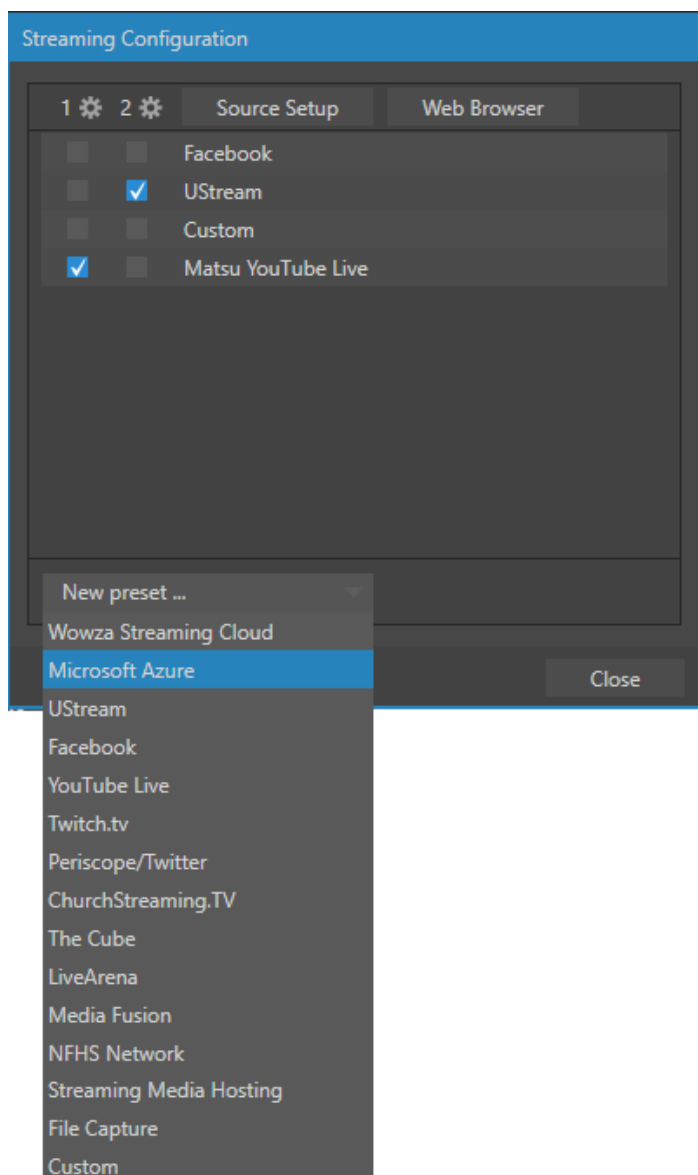 Streaming Configuration
1 2 Source Setup Web Browser
Facebook
UStream
Custom
Matsu YouTube Live
New preset ...
Wowza Streaming Cloud
Microsoft Azure
Close
UStream
Facebook
YouTube Live
Twitch.tv
Periscope/Twitter
ChurchStreaming.TV
The Cube
LiveArena
Media Fusion
NFHS Network
Streaming Media Hosting
File Capture
Custom